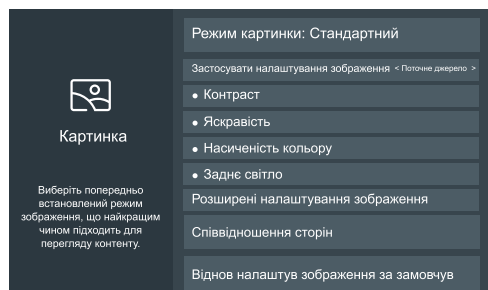 Картинка
Виберіть попередньо
встановлений режим
зображення, що найкращим
чином підходить для
перегляду контенту.
Режим картинки: Стандартний
Застосувати налаштування зображення < Поточне джерело >
● Контраст
● Яскравість
● Насиченість кольору
● Заднє світло
Розширені налаштування зображення
Співвідношення сторін
Віднов налаштув зображення за замовчув